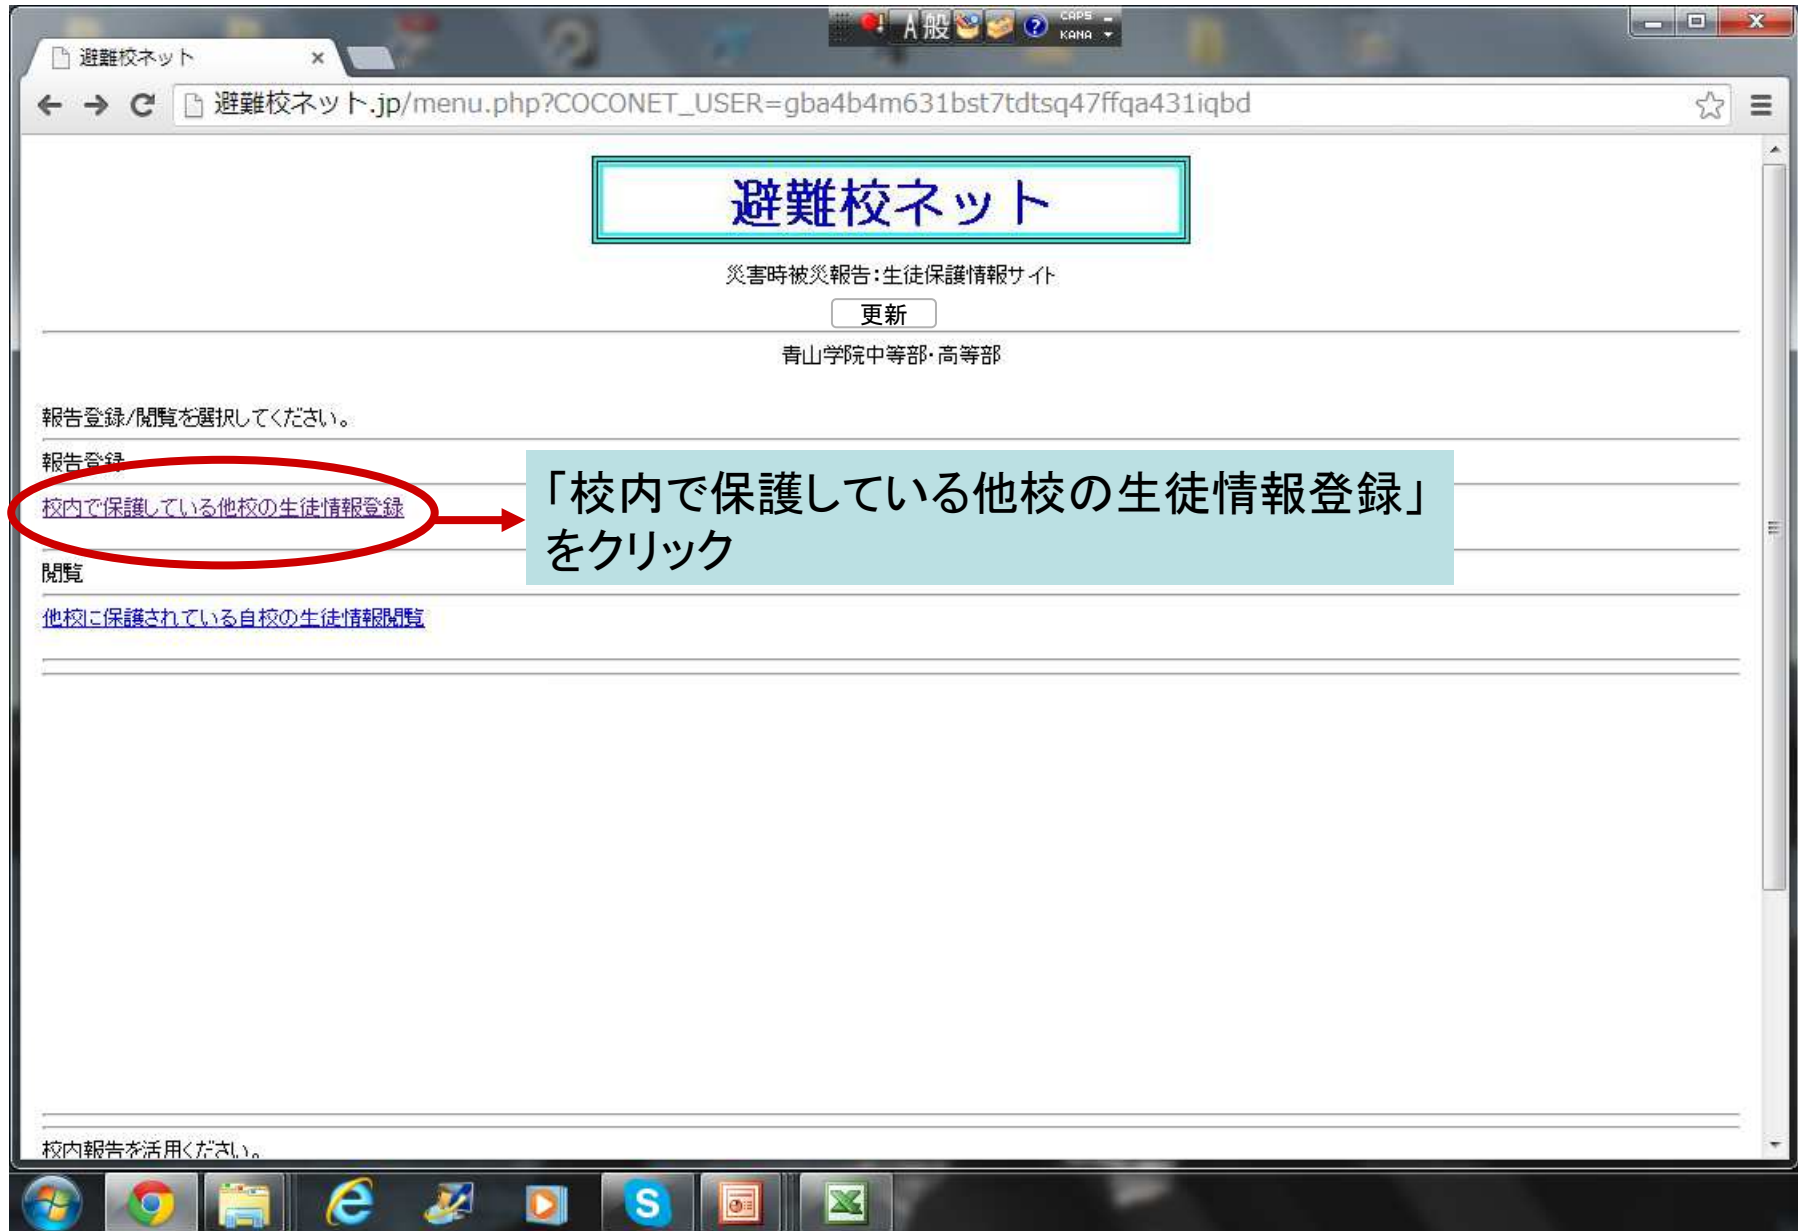 A般 CAPS
KANA
避難校ネット
避難校ネット.jp/menu.php?COCONET_USER=gba4b4m631bst7tdtsq47ffqa431iqbd
避難校ネット
災害時被災報告:生徒保護情報サイト
更新
青山学院中等部・高等部
報告登録/閲覧を選択してください。
報告登録
校内で保護している他校の生徒情報登録
「校内で保護している他校の生徒情報登録」
をクリック
閲覧
他校に保護されている自校の生徒情報閲覧
校内報告を活用ください。